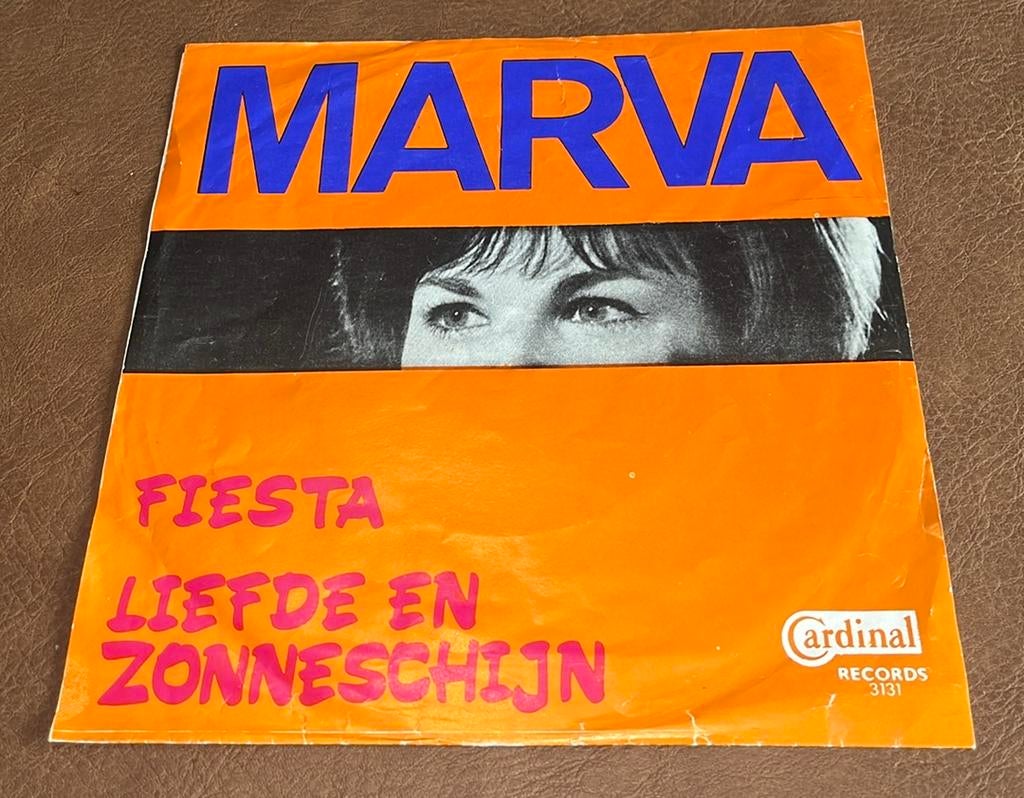 MARVA
FIESTA
LIEFDE EN
ZONNESCHIJN
Cardinal
RECORDS
3131